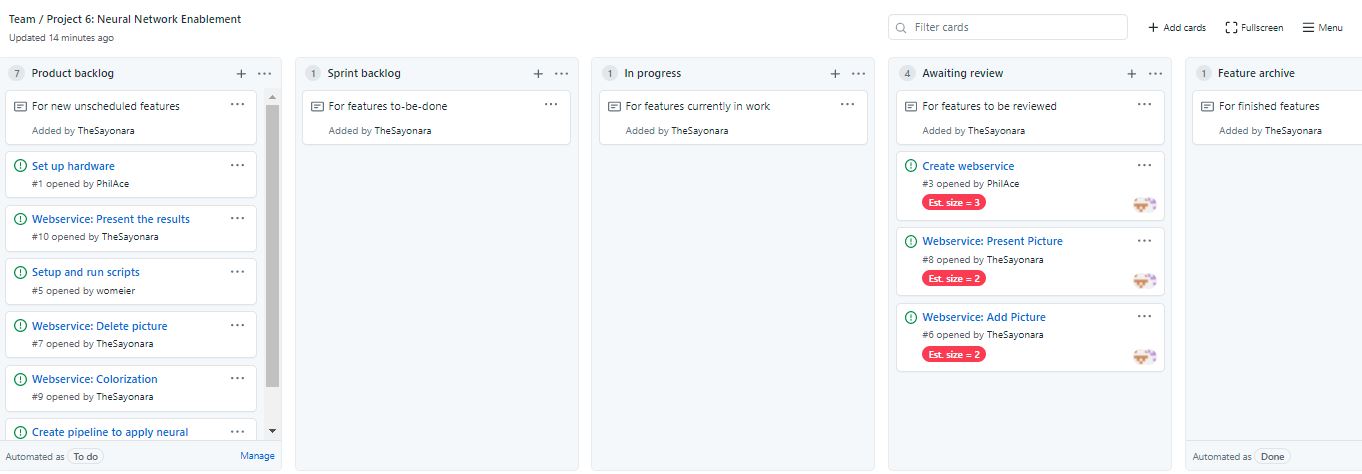 Team / Project 6: Neural Network Enablement
Updated 14 minutes ago
Filter cards
Add cards
Fullscreen
Menu
7 Product backlog
For new unscheduled features
Added by TheSayonara
Set up hardware
#1 opened by PhilAce
Webservice: Present the results
#10 opened by TheSayonara
Setup and run scripts
#5 opened by womeier
Webservice: Delete picture
#7 opened by TheSayonara
Webservice: Colorization
#9 opened by TheSayonara
Create pipeline to apply neural
Automated as To do
Manage
1 Sprint backlog
For features to-be-done
Added by TheSayonara
1 In progress
For features currently in work
Added by TheSayonara
4 Awaiting review
For features to be reviewed
Added by TheSayonara
Create webservice
#3 opened by PhilAce
Est. size = 3
Webservice: Present Picture
#8 opened by TheSayonara
Est. size = 2
Webservice: Add Picture
#6 opened by TheSayonara
Est. size = 2
1 Feature archive
For finished features
Added by TheSayonara
Automated as Done